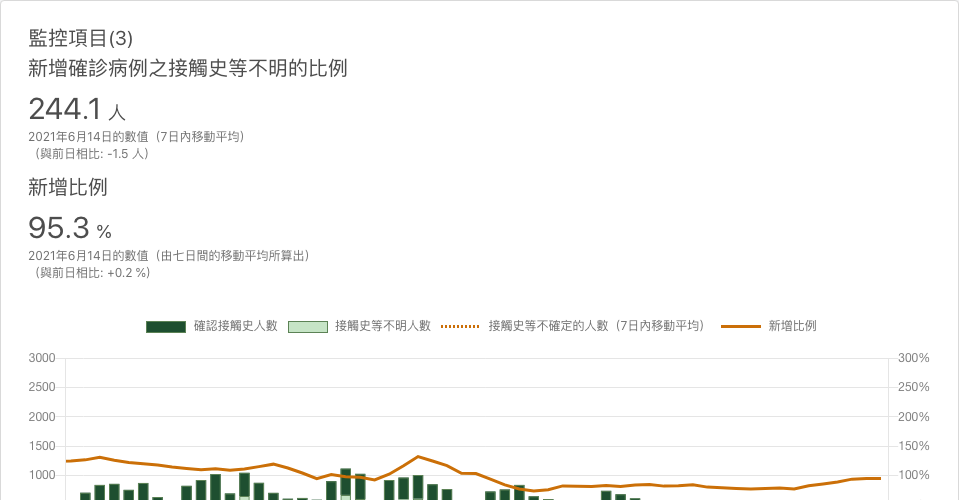 監控項目(3)
新增確診病例之接觸史等不明的比例
244.1 人
2021年6月14日的數值（7日內移動平均）
（與前日相比: -1.5 人）
新增比例
95.3 %
2021年6月14日的數值（由七日間的移動平均所算出）
（與前日相比: +0.2 %）
確認接觸史人數 接觸史等不明人數 接觸史等不確定的人數（7日內移動平均） 新增比例
3000 300%
2500 250%
2000 200%
1500 150%
1000 100%